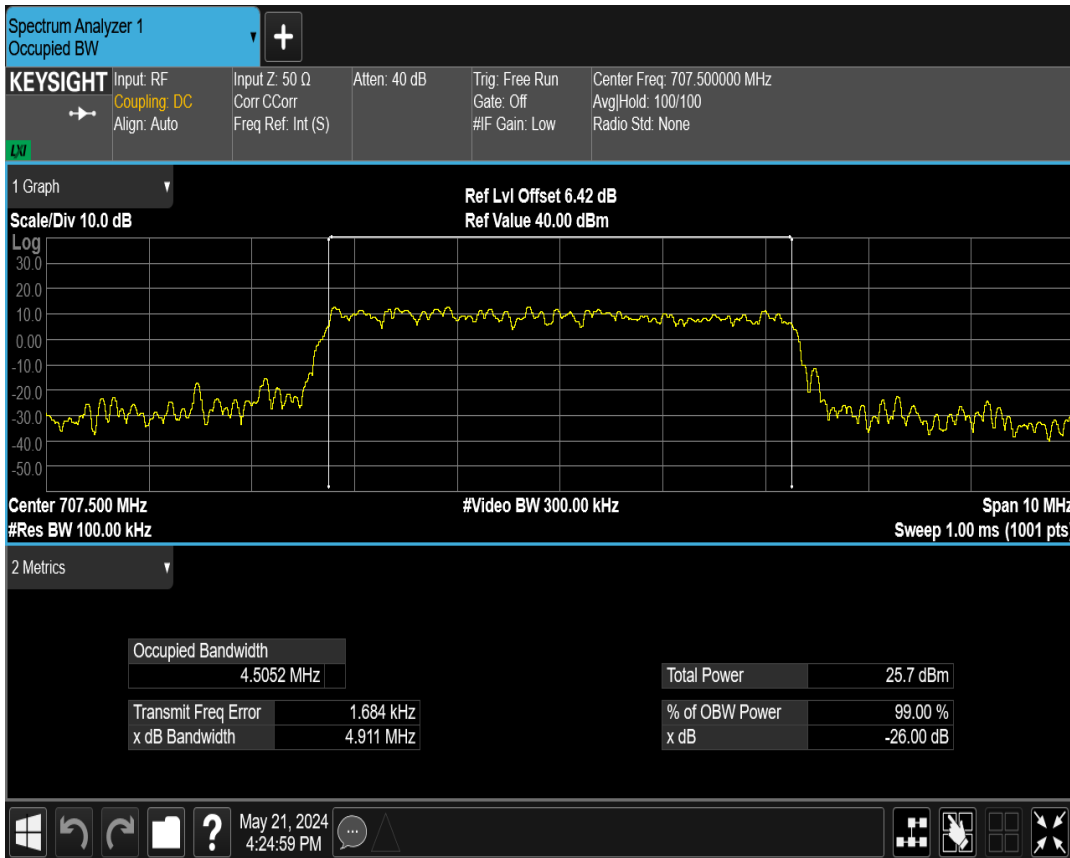 Spectrum Analyzer 1
Occupied BW
KEYSIGHT
LXI
Input: RF
Coupling: DC
Align: Auto
Input Z: 50 Ω
Corr CCorr
Freq Ref: Int (S)
Atten: 40 dB
Trig: Free Run
Gate: Off
#IF Gain: Low
Center Freq: 707.500000 MHz
Avg|Hold: 100/100
Radio Std: None
1 Graph
Scale/Div 10.0 dB
Ref Lvl Offset 6.42 dB
Ref Value 40.00 dBm
Log
30.0
20.0
10.0
0.00
-10.0
-20.0
-30.0
-40.0
-50.0
Center 707.500 MHz
#Video BW 300.00 kHz
Span 10 MHz
#Res BW 100.00 kHz
Sweep 1.00 ms (1001 pts)
2 Metrics
Occupied Bandwidth
4.5052 MHz
Total Power 25.7 dBm
Transmit Freq Error 1.684 kHz
% of OBW Power 99.00 %
x dB Bandwidth 4.911 MHz
x dB -26.00 dB
May 21, 2024
4:24:59 PM